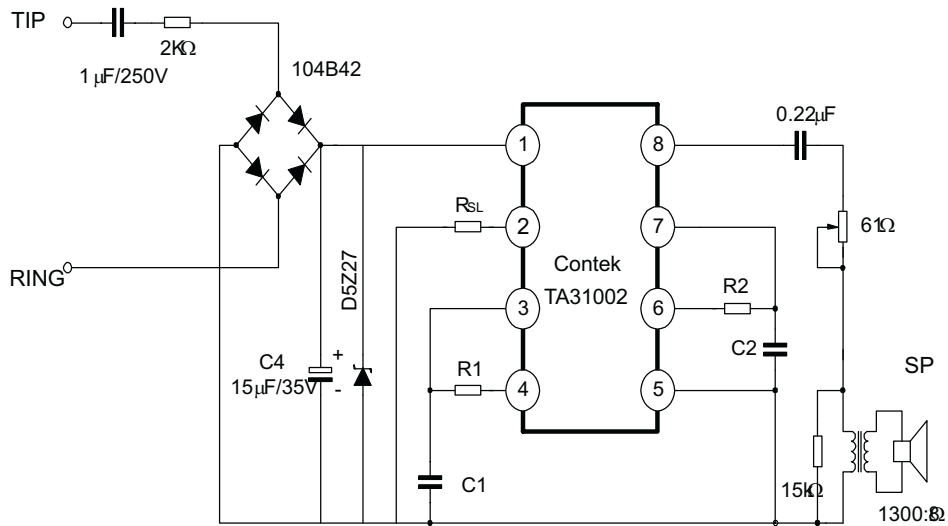 TIP
2KΩ
1μF/250V
104B42
RING
D5Z27
C4
15μF/35V
+
-
RSL
R1
C1
1
2
3
4
Contek
TA31002
8
7
6
5
R2
C2
0.22μF
61Ω
SP
15kΩ
1300:8Ω